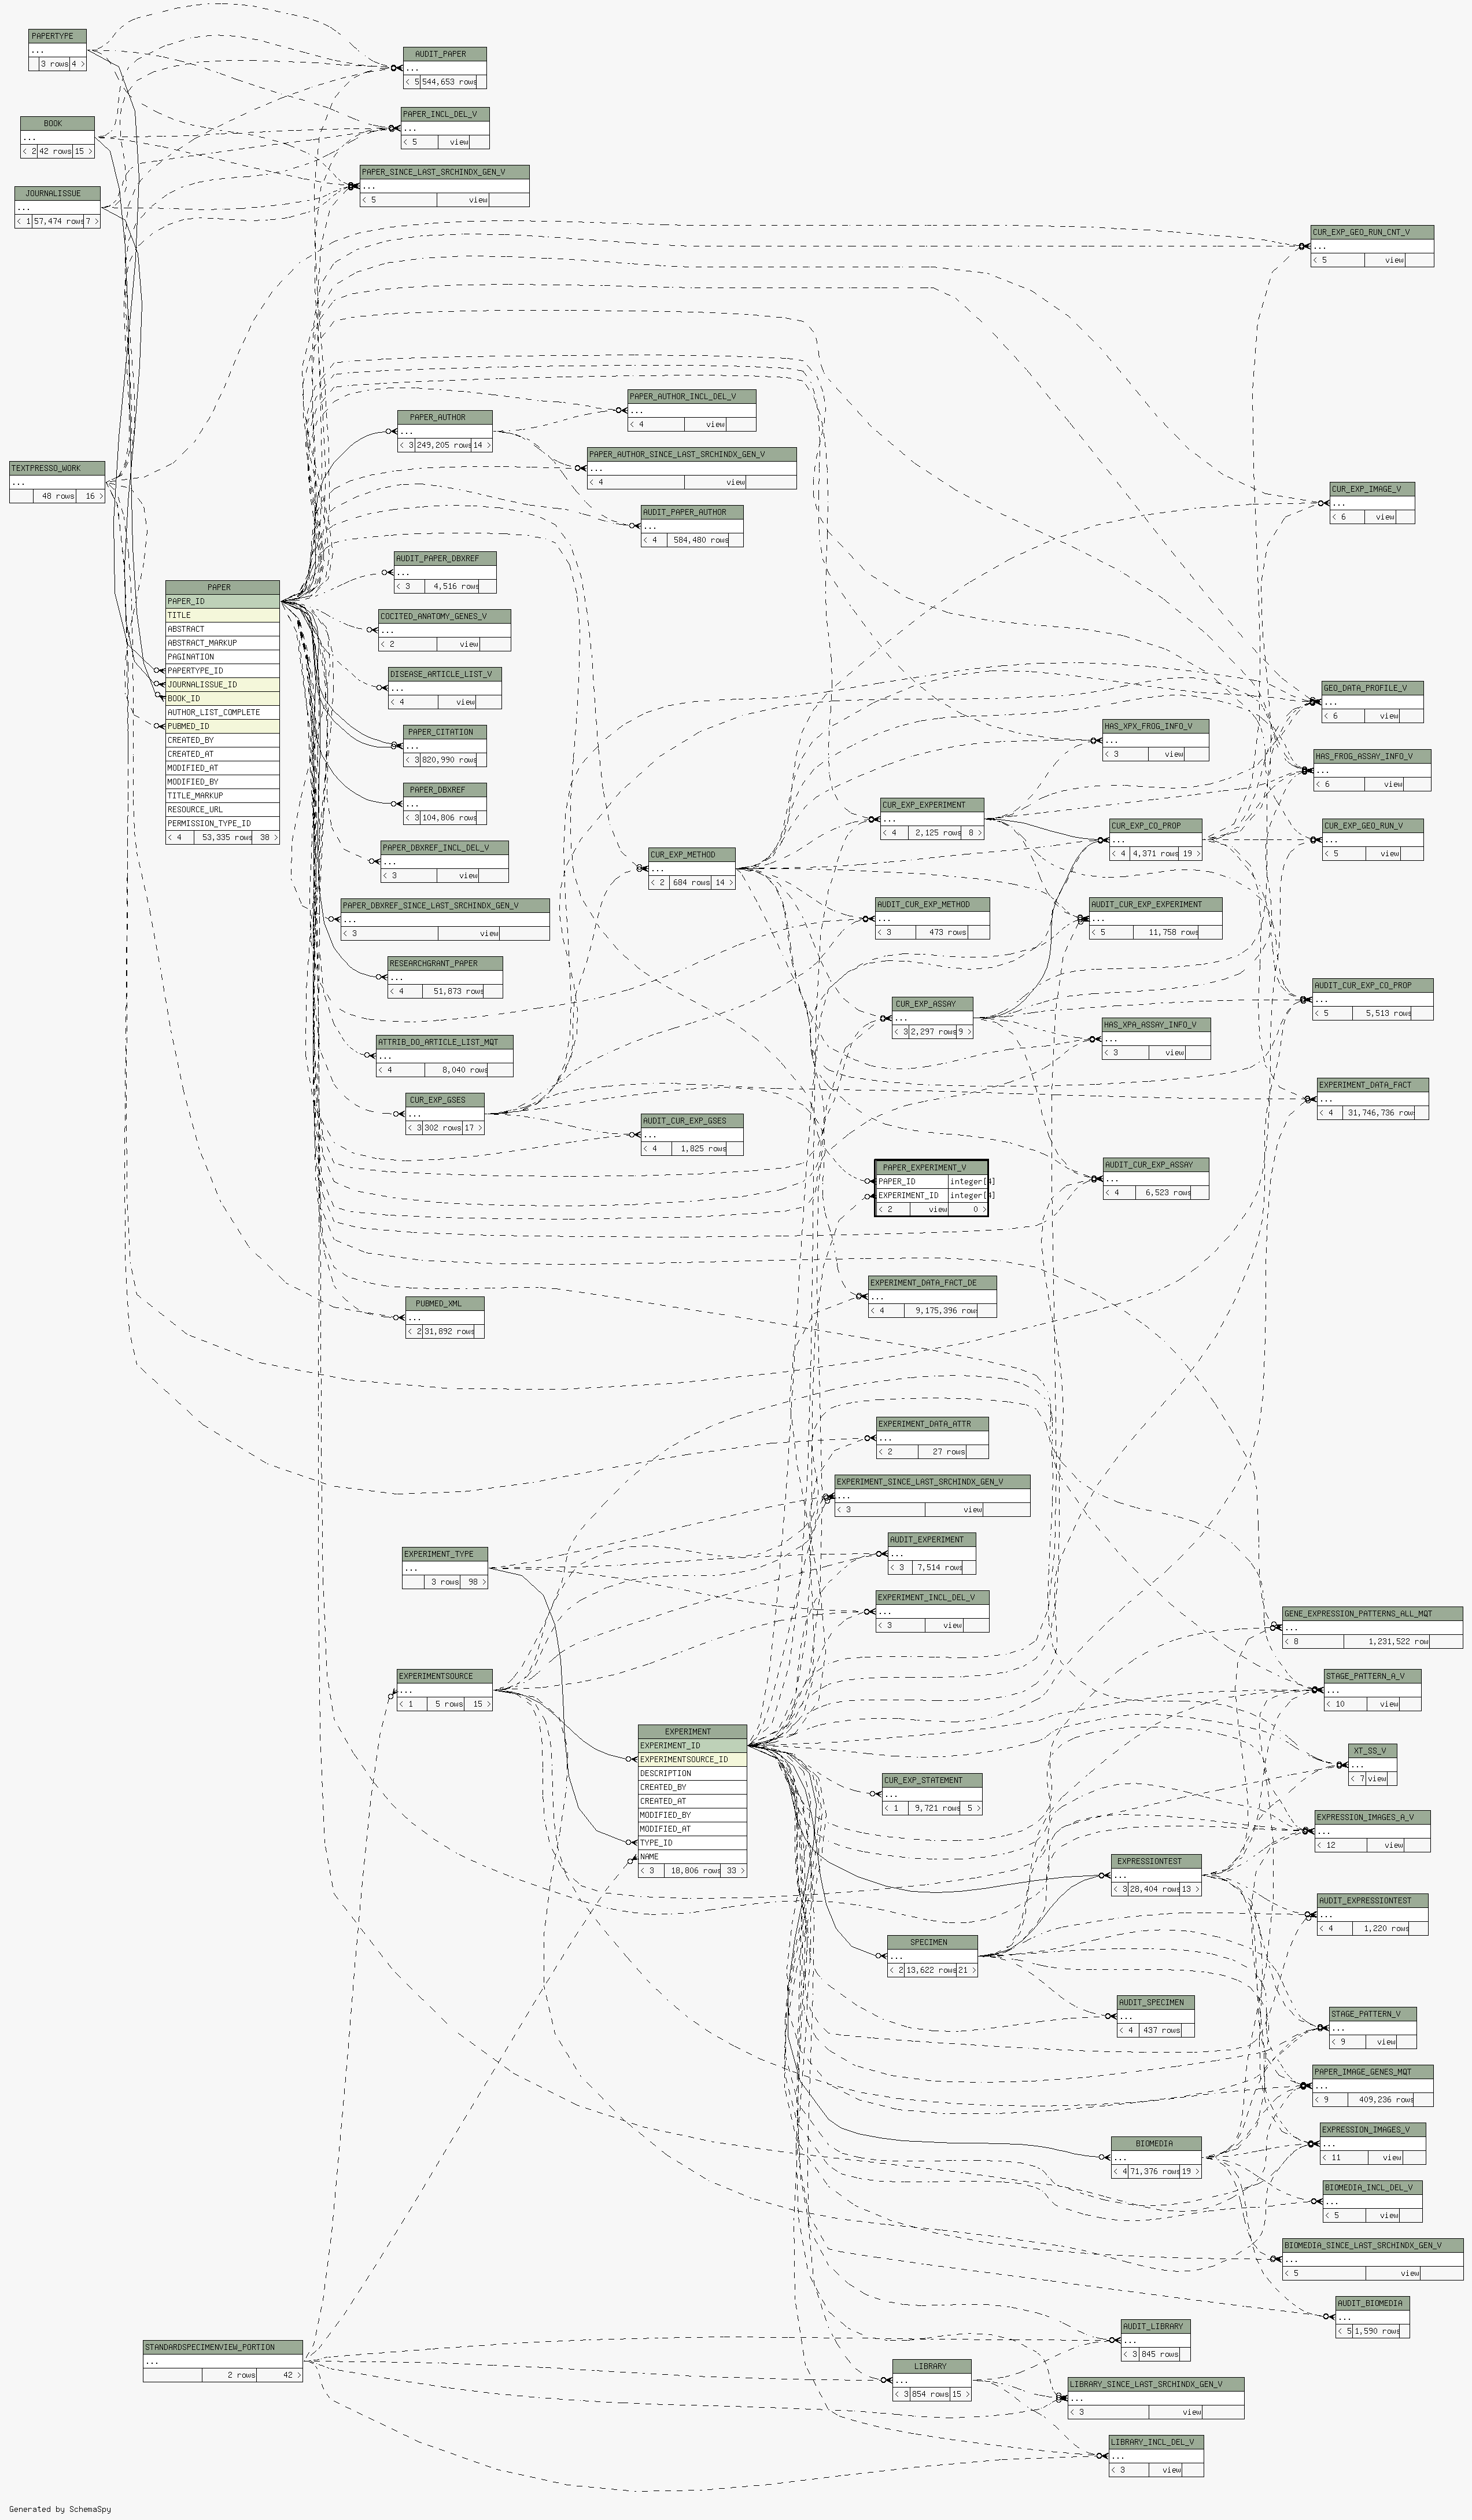 PAPERTYPE
...
3 rows 4 >
AUDIT_PAPER
...
< 5 544,653 rows
BOOK
...
< 2 42 rows 15 >
PAPER_INCL_DEL_V
...
< 5 view
JOURNALISSUE
...
< 1 57,474 rows 7 >
PAPER_SINCE_LAST_SRCHINDX_GEN_V
...
< 5 view
CUR_EXP_GEO_RUN_CNT_V
...
< 5 view
TEXTPRESSO_WORK
...
48 rows 16 >
PAPER_AUTHOR
...
< 3 249,205 rows 14 >
PAPER_AUTHOR_INCL_DEL_V
...
< 4 view
PAPER_AUTHOR_SINCE_LAST_SRCHINDX_GEN_V
...
< 4 view
AUDIT_PAPER_AUTHOR
...
< 4 584,480 rows
CUR_EXP_IMAGE_V
...
< 6 view
PAPER
PAPER_ID
TITLE
ABSTRACT
ABSTRACT_MARKUP
PAGINATION
PAPERTYPE_ID
JOURNALISSUE_ID
BOOK_ID
AUTHOR_LIST_COMPLETE
PUBMED_ID
CREATED_BY
CREATED_AT
MODIFIED_AT
MODIFIED_BY
TITLE_MARKUP
RESOURCE_URL
PERMISSION_TYPE_ID
< 4 53,335 rows 38 >
AUDIT_PAPER_DBXREF
...
< 3 4,516 rows
COCITED_ANATOMY_GENES_V
...
< 2 view
DISEASE_ARTICLE_LIST_V
...
< 4 view
PAPER_CITATION
...
< 3 820,990 rows
PAPER_DBXREF
...
< 3 104,806 rows
PAPER_DBXREF_INCL_DEL_V
...
< 3 view
PAPER_DBXREF_SINCE_LAST_SRCHINDX_GEN_V
...
< 3 view
RESEARCHGRANT_PAPER
...
< 4 51,873 rows
ATTRIB_DO_ARTICLE_LIST_MQT
...
< 4 8,040 rows
CUR_EXP_GSES
...
< 3 302 rows 17 >
AUDIT_CUR_EXP_GSES
...
< 4 1,825 rows
PUBMED_XML
...
< 2 31,892 rows
CUR_EXP_METHOD
...
< 2 684 rows 14 >
CUR_EXP_EXPERIMENT
...
< 4 2,125 rows 8 >
AUDIT_CUR_EXP_METHOD
...
< 3 473 rows
CUR_EXP_ASSAY
...
< 3 2,297 rows 9 >
HAS_XPX_FROG_INFO_V
...
< 3 view
CUR_EXP_CO_PROP
...
< 4 4,371 rows 19 >
AUDIT_CUR_EXP_EXPERIMENT
...
< 5 11,758 rows
HAS_XPA_ASSAY_INFO_V
...
< 3 view
AUDIT_CUR_EXP_ASSAY
...
< 4 6,523 rows
GEO_DATA_PROFILE_V
...
< 6 view
HAS_FROG_ASSAY_INFO_V
...
< 6 view
CUR_EXP_GEO_RUN_V
...
< 5 view
AUDIT_CUR_EXP_CO_PROP
...
< 5 5,513 rows
EXPERIMENT_DATA_FACT
...
< 4 31,746,736 row
PAPER_EXPERIMENT_V
PAPER_ID integer[4]
EXPERIMENT_ID integer[4]
< 2 view 0 >
EXPERIMENT_DATA_FACT_DE
...
< 4 9,175,396 row
EXPERIMENT_DATA_ATTR
...
< 2 27 rows
EXPERIMENT_SINCE_LAST_SRCHINDX_GEN_V
...
< 3 view
AUDIT_EXPERIMENT
...
< 3 7,514 rows
EXPERIMENT_INCL_DEL_V
...
< 3 view
EXPERIMENT_TYPE
...
3 rows 98 >
EXPERIMENTSOURCE
...
< 1 5 rows 15 >
EXPERIMENT
EXPERIMENT_ID
EXPERIMENTSOURCE_ID
DESCRIPTION
CREATED_BY
CREATED_AT
MODIFIED_BY
MODIFIED_AT
TYPE_ID
NAME
< 3 18,806 rows 33 >
CUR_EXP_STATEMENT
...
< 1 9,721 rows 5 >
GENE_EXPRESSION_PATTERNS_ALL_MQT
...
< 8 1,231,522 row
STAGE_PATTERN_A_V
...
< 10 view
XT_SS_V
...
< 7 view
EXPRESSION_IMAGES_A_V
...
< 12 view
EXPRESSIONTEST
...
< 3 28,404 rows 13 >
AUDIT_EXPRESSIONTEST
...
< 4 1,220 rows
SPECIMEN
...
< 2 13,622 rows 21 >
AUDIT_SPECIMEN
...
< 4 437 rows
STAGE_PATTERN_V
...
< 9 view
PAPER_IMAGE_GENES_MQT
...
< 9 409,236 rows
BIOMEDIA
...
< 4 71,376 rows 19 >
EXPRESSION_IMAGES_V
...
< 11 view
BIOMEDIA_INCL_DEL_V
...
< 5 view
BIOMEDIA_SINCE_LAST_SRCHINDX_GEN_V
...
< 5 view
AUDIT_BIOMEDIA
...
< 5 1,590 rows
STANDARDSPECIMENVIEW_PORTION
...
2 rows 42 >
AUDIT_LIBRARY
...
< 3 845 rows
LIBRARY
...
< 3 854 rows 15 >
LIBRARY_SINCE_LAST_SRCHINDX_GEN_V
...
< 3 view
LIBRARY_INCL_DEL_V
...
< 3 view
Generated by SchemaSpy